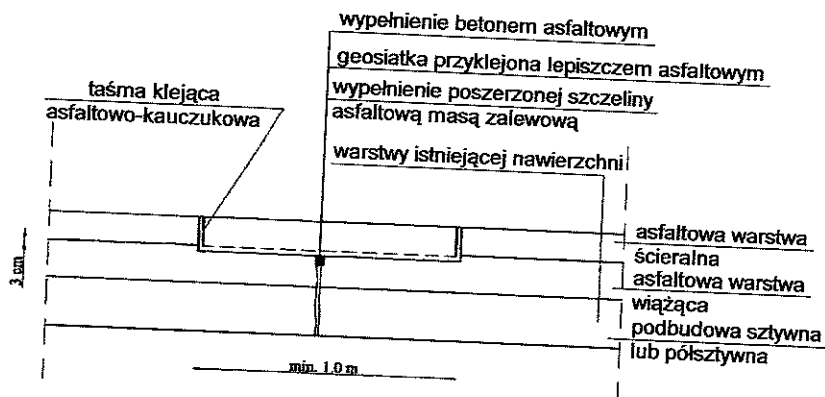 wypełnienie betonem asfaltowym
geosiatka przyklejona lepiszczem asfaltowym
taśma klejąca
asfaltowo-kauczukowa
wypełnienie poszerzonej szczeliny
asfaltową masą zalewową
warstwy istniejącej nawierzchni
asfaltowa warstwa
ścieralna
asfaltowa warstwa
wiążąca
podbudowa sztywna
lub półsztywna
3 cm
min. 1.0 m